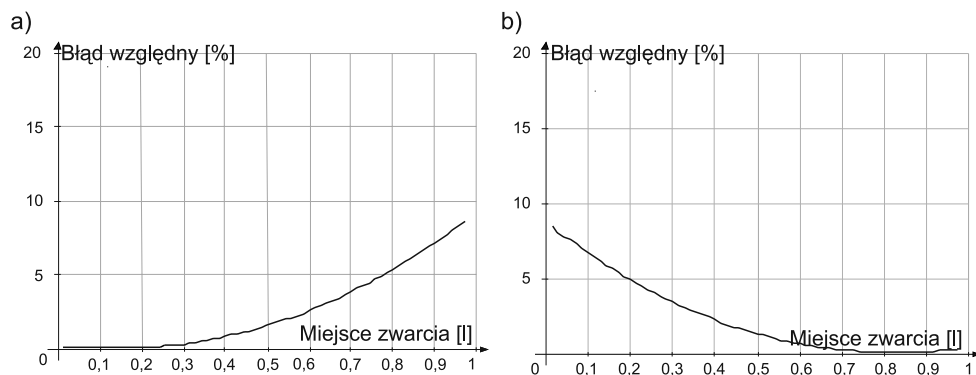 a)
Błąd względny [%]
20
15
10
5
0
Miejsce zwarcia [l]
0,1 0,2 0,3 0,4 0,5 0,6 0,7 0,8 0,9 1
b)
Błąd względny [%]
20
15
10
5
0
Miejsce zwarcia [l]
0.1 0.2 0.3 0.4 0.5 0.6 0.7 0.8 0.9 1